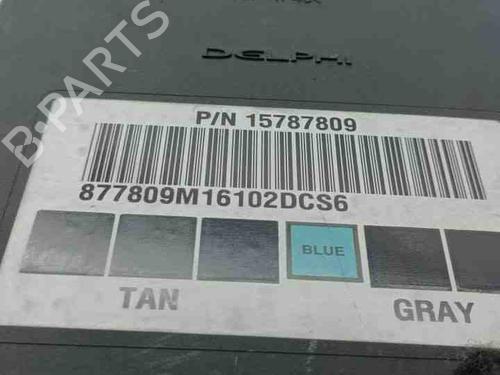 DELPHI
P/N 15787809
877809M16102DCS6
BLUE
TAN GRAY
B-PARTS